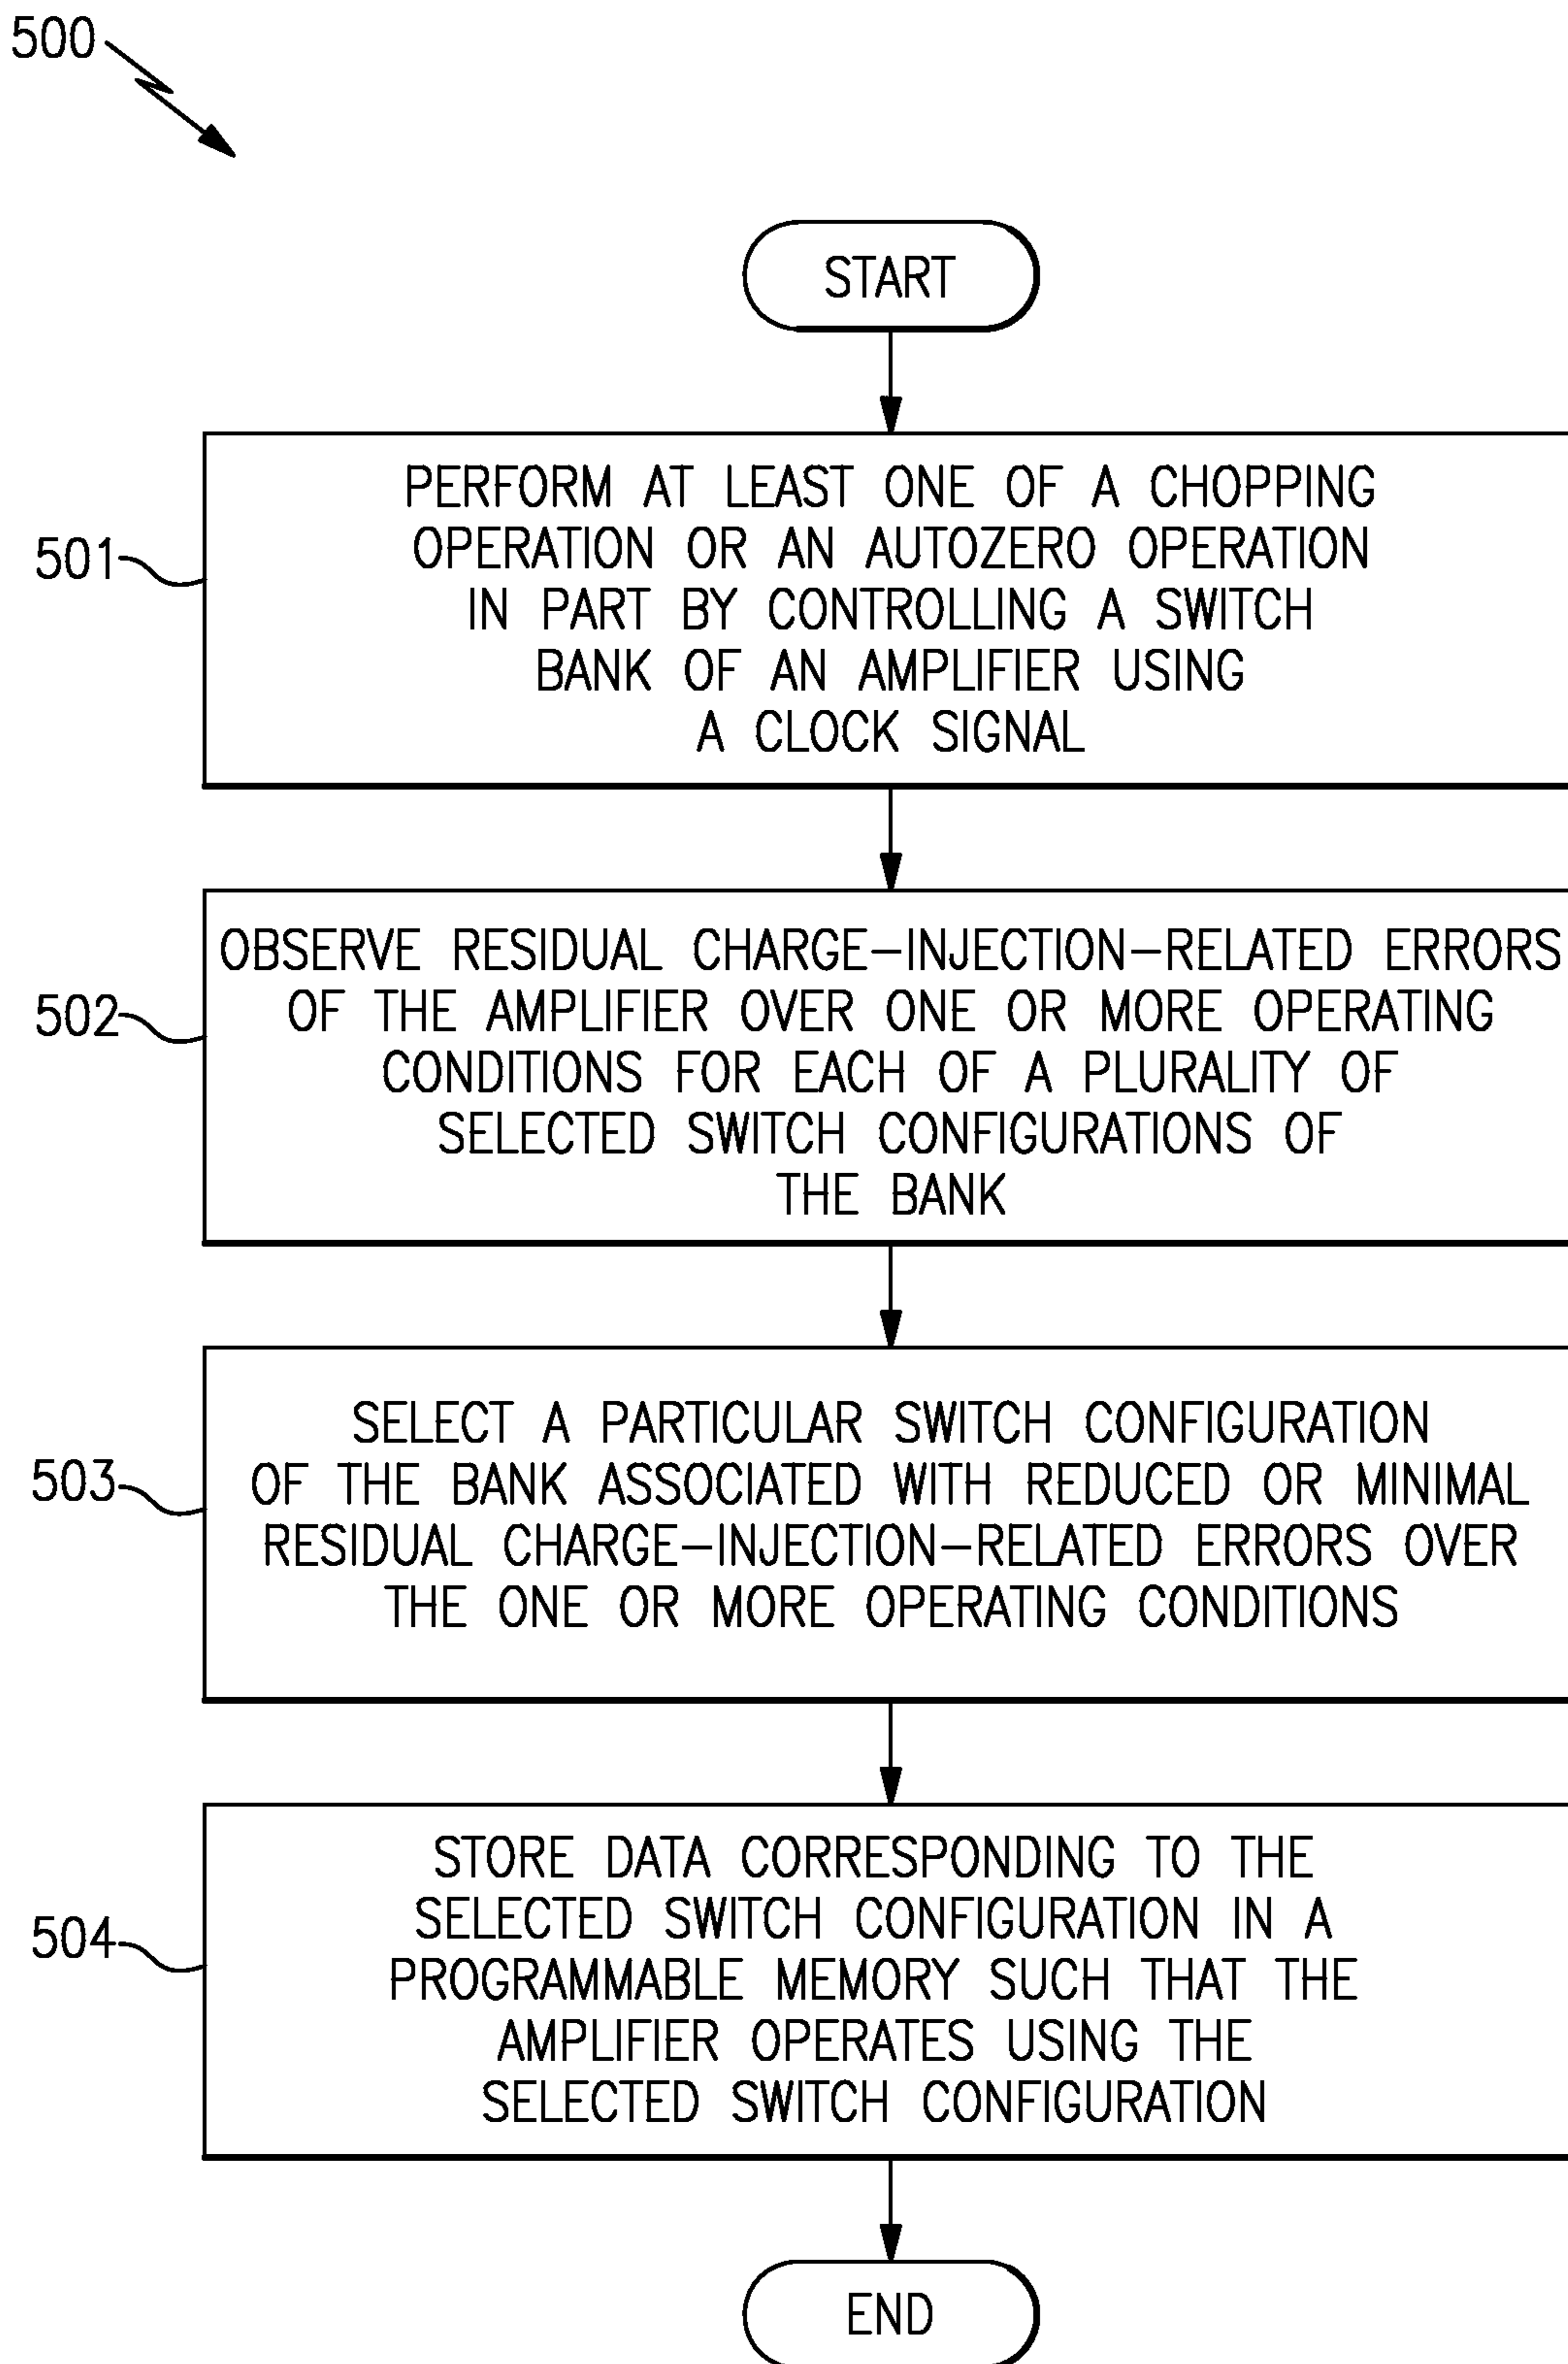 500
START
501
PERFORM AT LEAST ONE OF A CHOPPING
OPERATION OR AN AUTOZERO OPERATION
IN PART BY CONTROLLING A SWITCH
BANK OF AN AMPLIFIER USING
A CLOCK SIGNAL
502
OBSERVE RESIDUAL CHARGE-INJECTION-RELATED ERRORS
OF THE AMPLIFIER OVER ONE OR MORE OPERATING
CONDITIONS FOR EACH OF A PLURALITY OF
SELECTED SWITCH CONFIGURATIONS OF
THE BANK
503
SELECT A PARTICULAR SWITCH CONFIGURATION
OF THE BANK ASSOCIATED WITH REDUCED OR MINIMAL
RESIDUAL CHARGE-INJECTION-RELATED ERRORS OVER
THE ONE OR MORE OPERATING CONDITIONS
504
STORE DATA CORRESPONDING TO THE
SELECTED SWITCH CONFIGURATION IN A
PROGRAMMABLE MEMORY SUCH THAT THE
AMPLIFIER OPERATES USING THE
SELECTED SWITCH CONFIGURATION
END